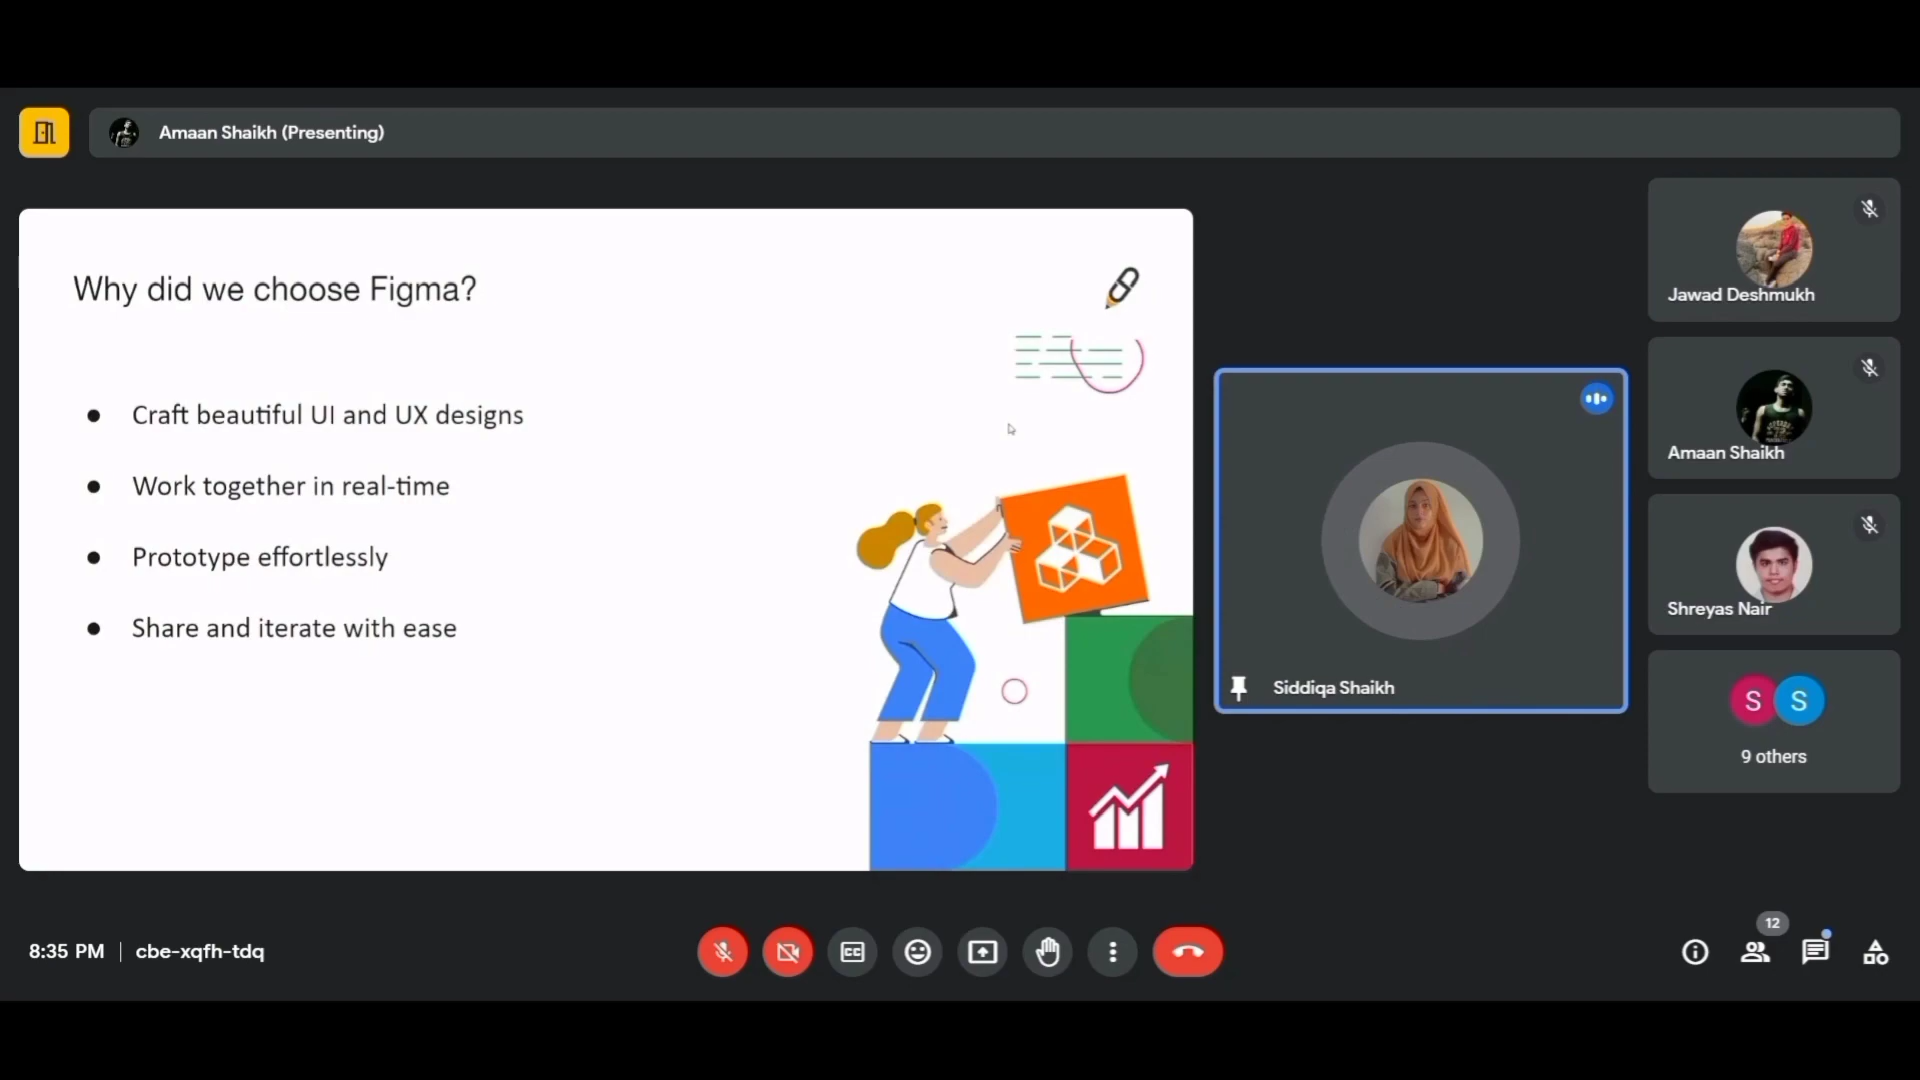 Amaan Shaikh (Presenting)
Why did we choose Figma?
● Craft beautiful UI and UX designs
● Work together in real-time
● Prototype effortlessly
● Share and iterate with ease
Siddiqa Shaikh
Jawad Deshmukh
Amaan Shaikh
Shreyas Nair
S S
9 others
8:35 PM | cbe-xqfh-tdq
CC
12